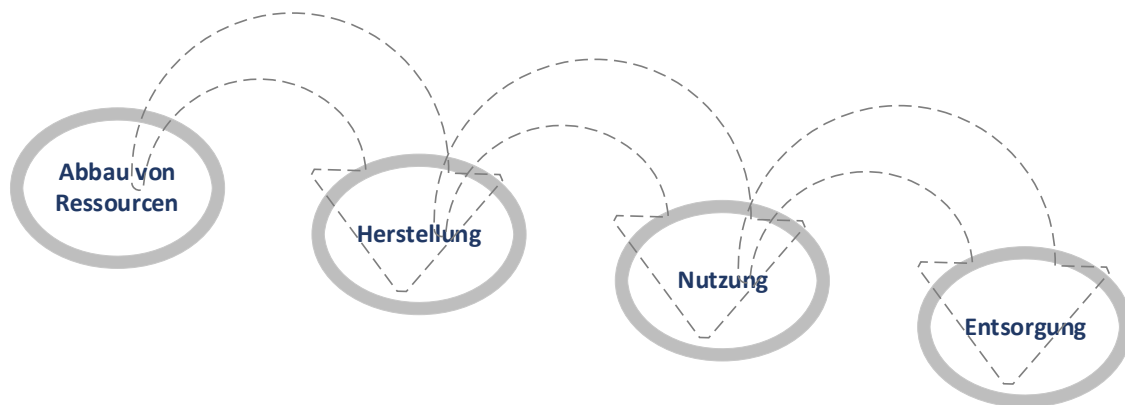 Abbau von
Ressourcen
Herstellung
Nutzung
Entsorgung